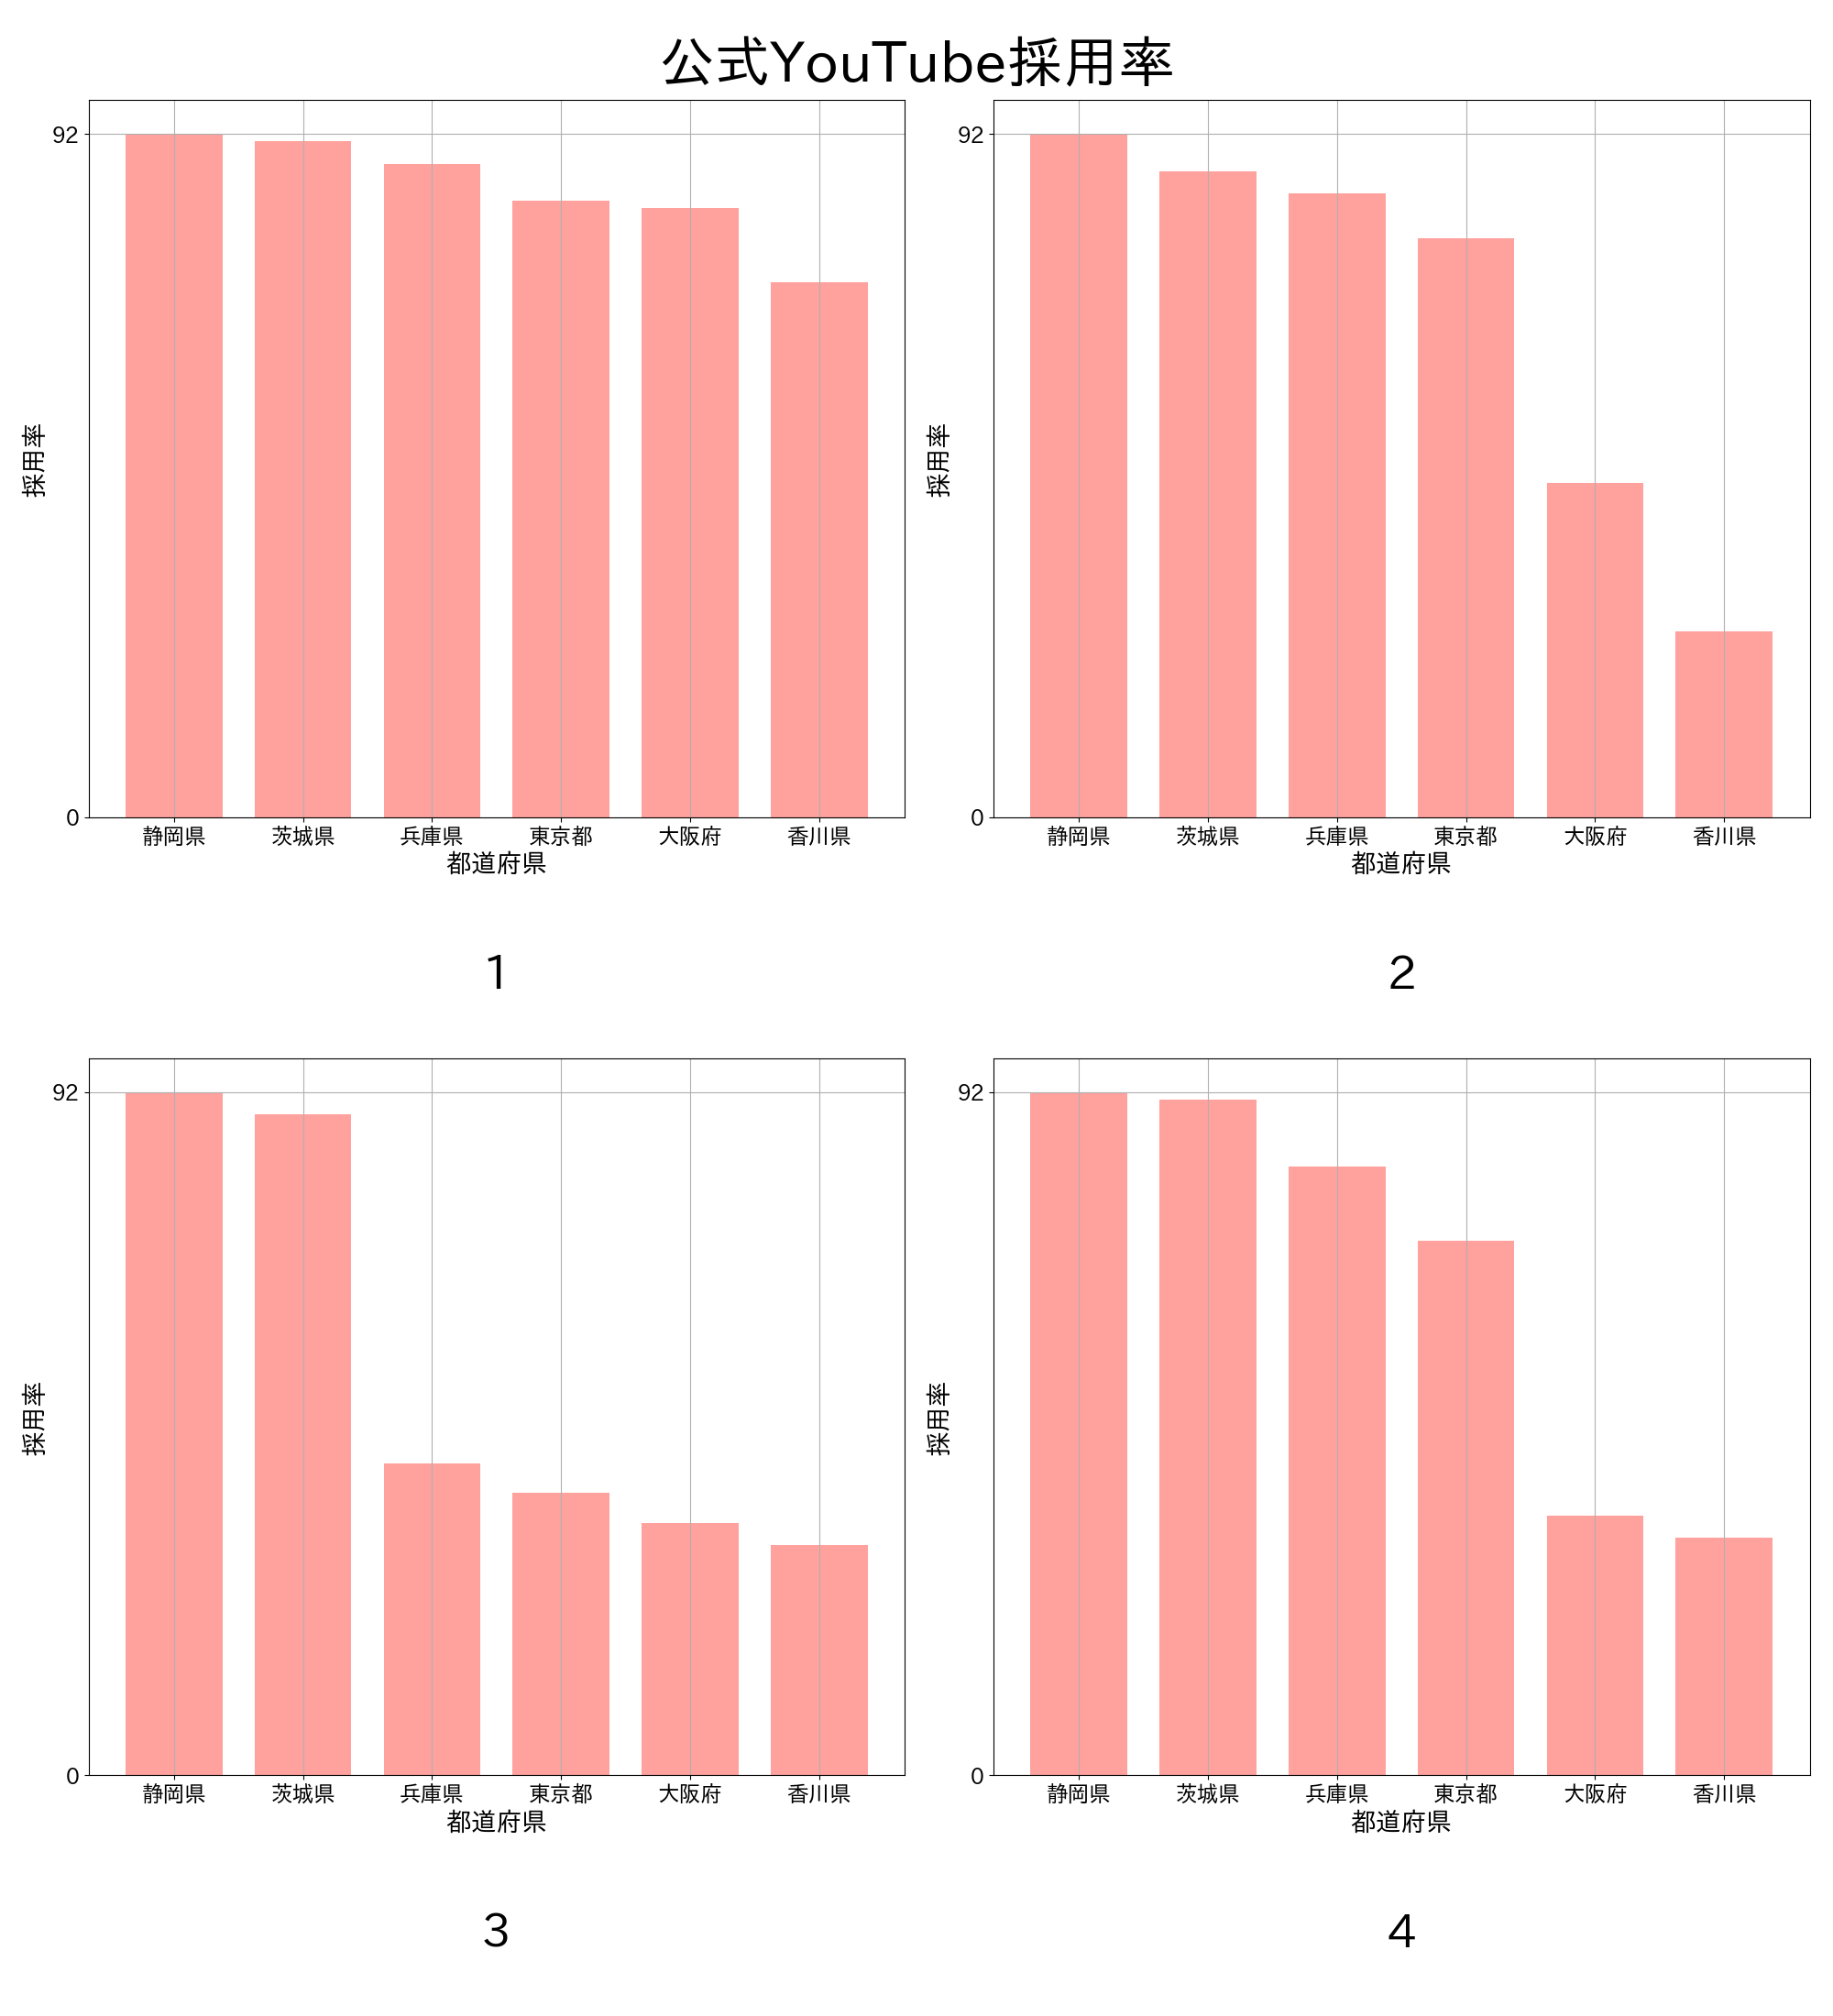 公式YouTube採用率
92
0
採用率
静岡県 茨城県 兵庫県 東京都 大阪府 香川県
都道府県
1
92
0
採用率
静岡県 茨城県 兵庫県 東京都 大阪府 香川県
都道府県
2
92
0
採用率
静岡県 茨城県 兵庫県 東京都 大阪府 香川県
都道府県
3
92
0
採用率
静岡県 茨城県 兵庫県 東京都 大阪府 香川県
都道府県
4